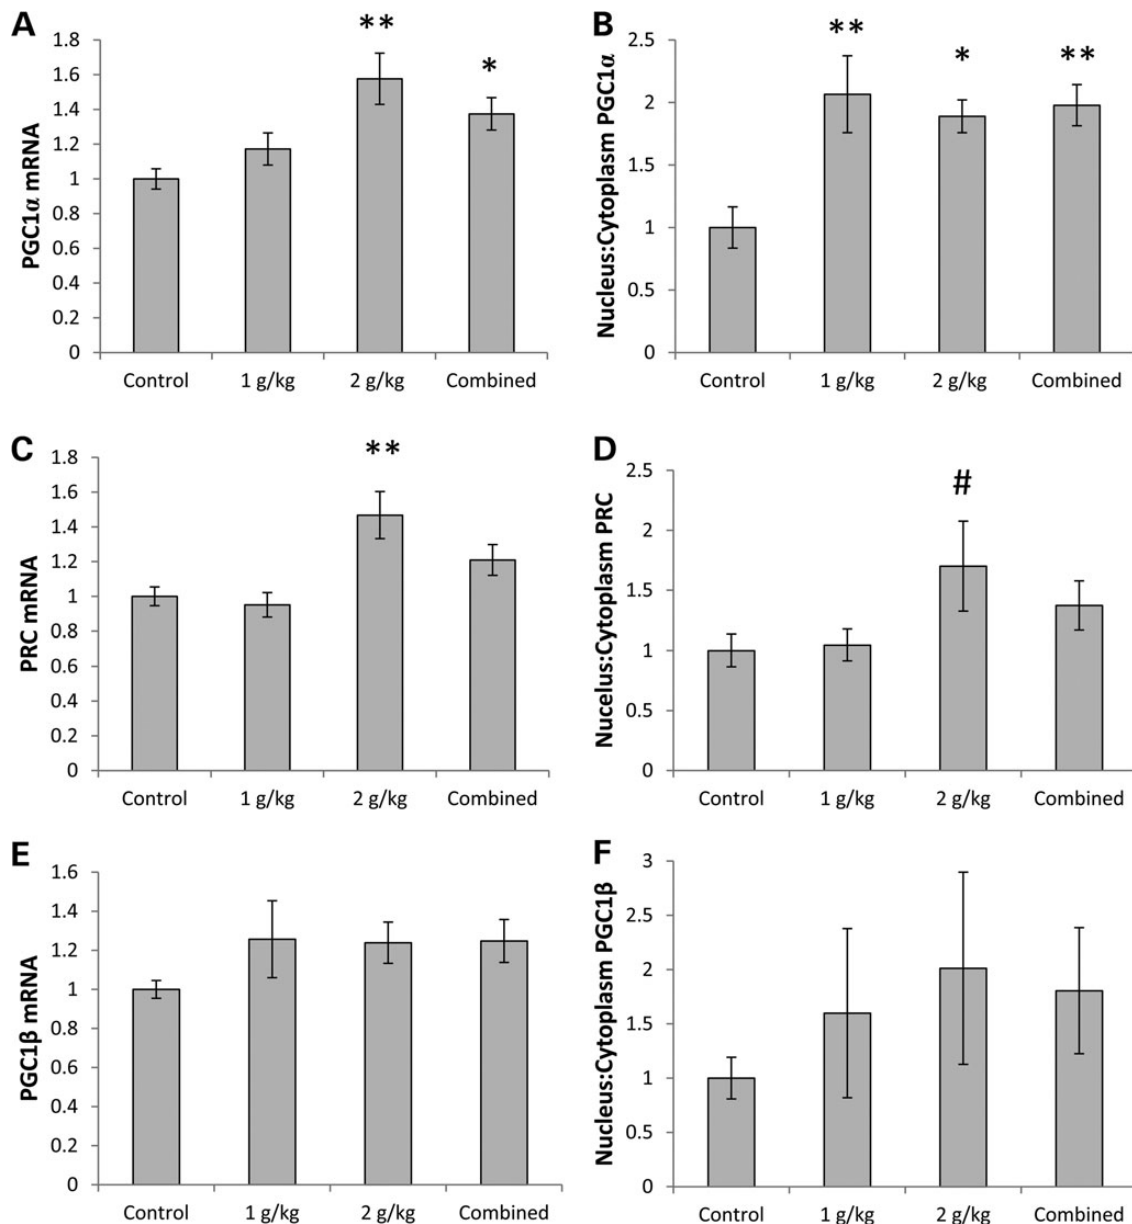 A
PGC1α mRNA
1.8
1.6
1.4
1.2
1
0.8
0.6
0.4
0.2
0
**
*
Control 1 g/kg 2 g/kg Combined
B
Nucleus:Cytoplasm PGC1α
2.5
2
1.5
1
0.5
0
** * **
Control 1 g/kg 2 g/kg Combined
C
PRC mRNA
1.8
1.6
1.4
1.2
1
0.8
0.6
0.4
0.2
0
**
Control 1 g/kg 2 g/kg Combined
D
Nucelus:Cytoplasm PRC
2.5
2
1.5
1
0.5
0
#
Control 1 g/kg 2 g/kg Combined
E
PGC1β mRNA
1.6
1.4
1.2
1
0.8
0.6
0.4
0.2
0
Control 1 g/kg 2 g/kg Combined
F
Nucleus:Cytoplasm PGC1β
3
2.5
2
1.5
1
0.5
0
Control 1 g/kg 2 g/kg Combined